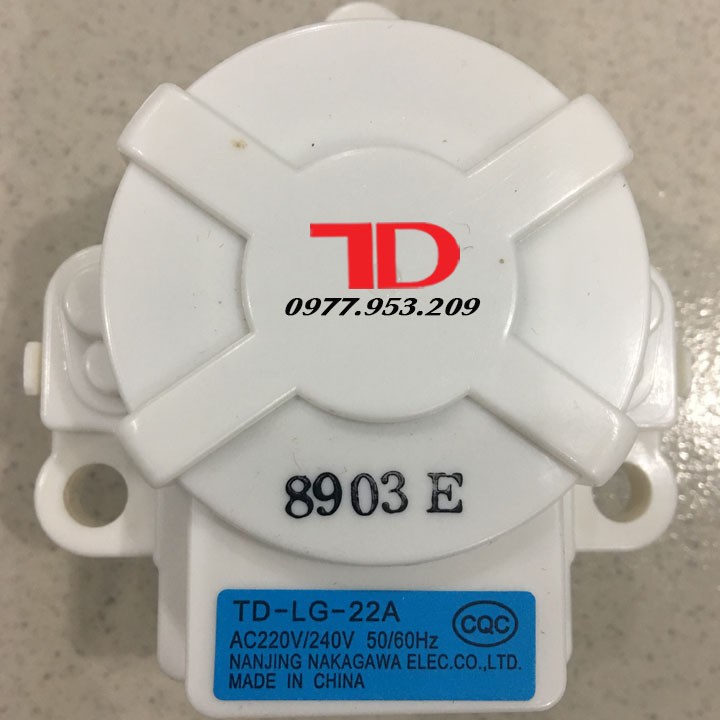 TD
0977.953.209
8903 E
TD-LG-22A
CQC
AC220V/240V 50/60Hz
NANJING NAKAGAWA ELEC.CO.,LTD.
MADE IN CHINA